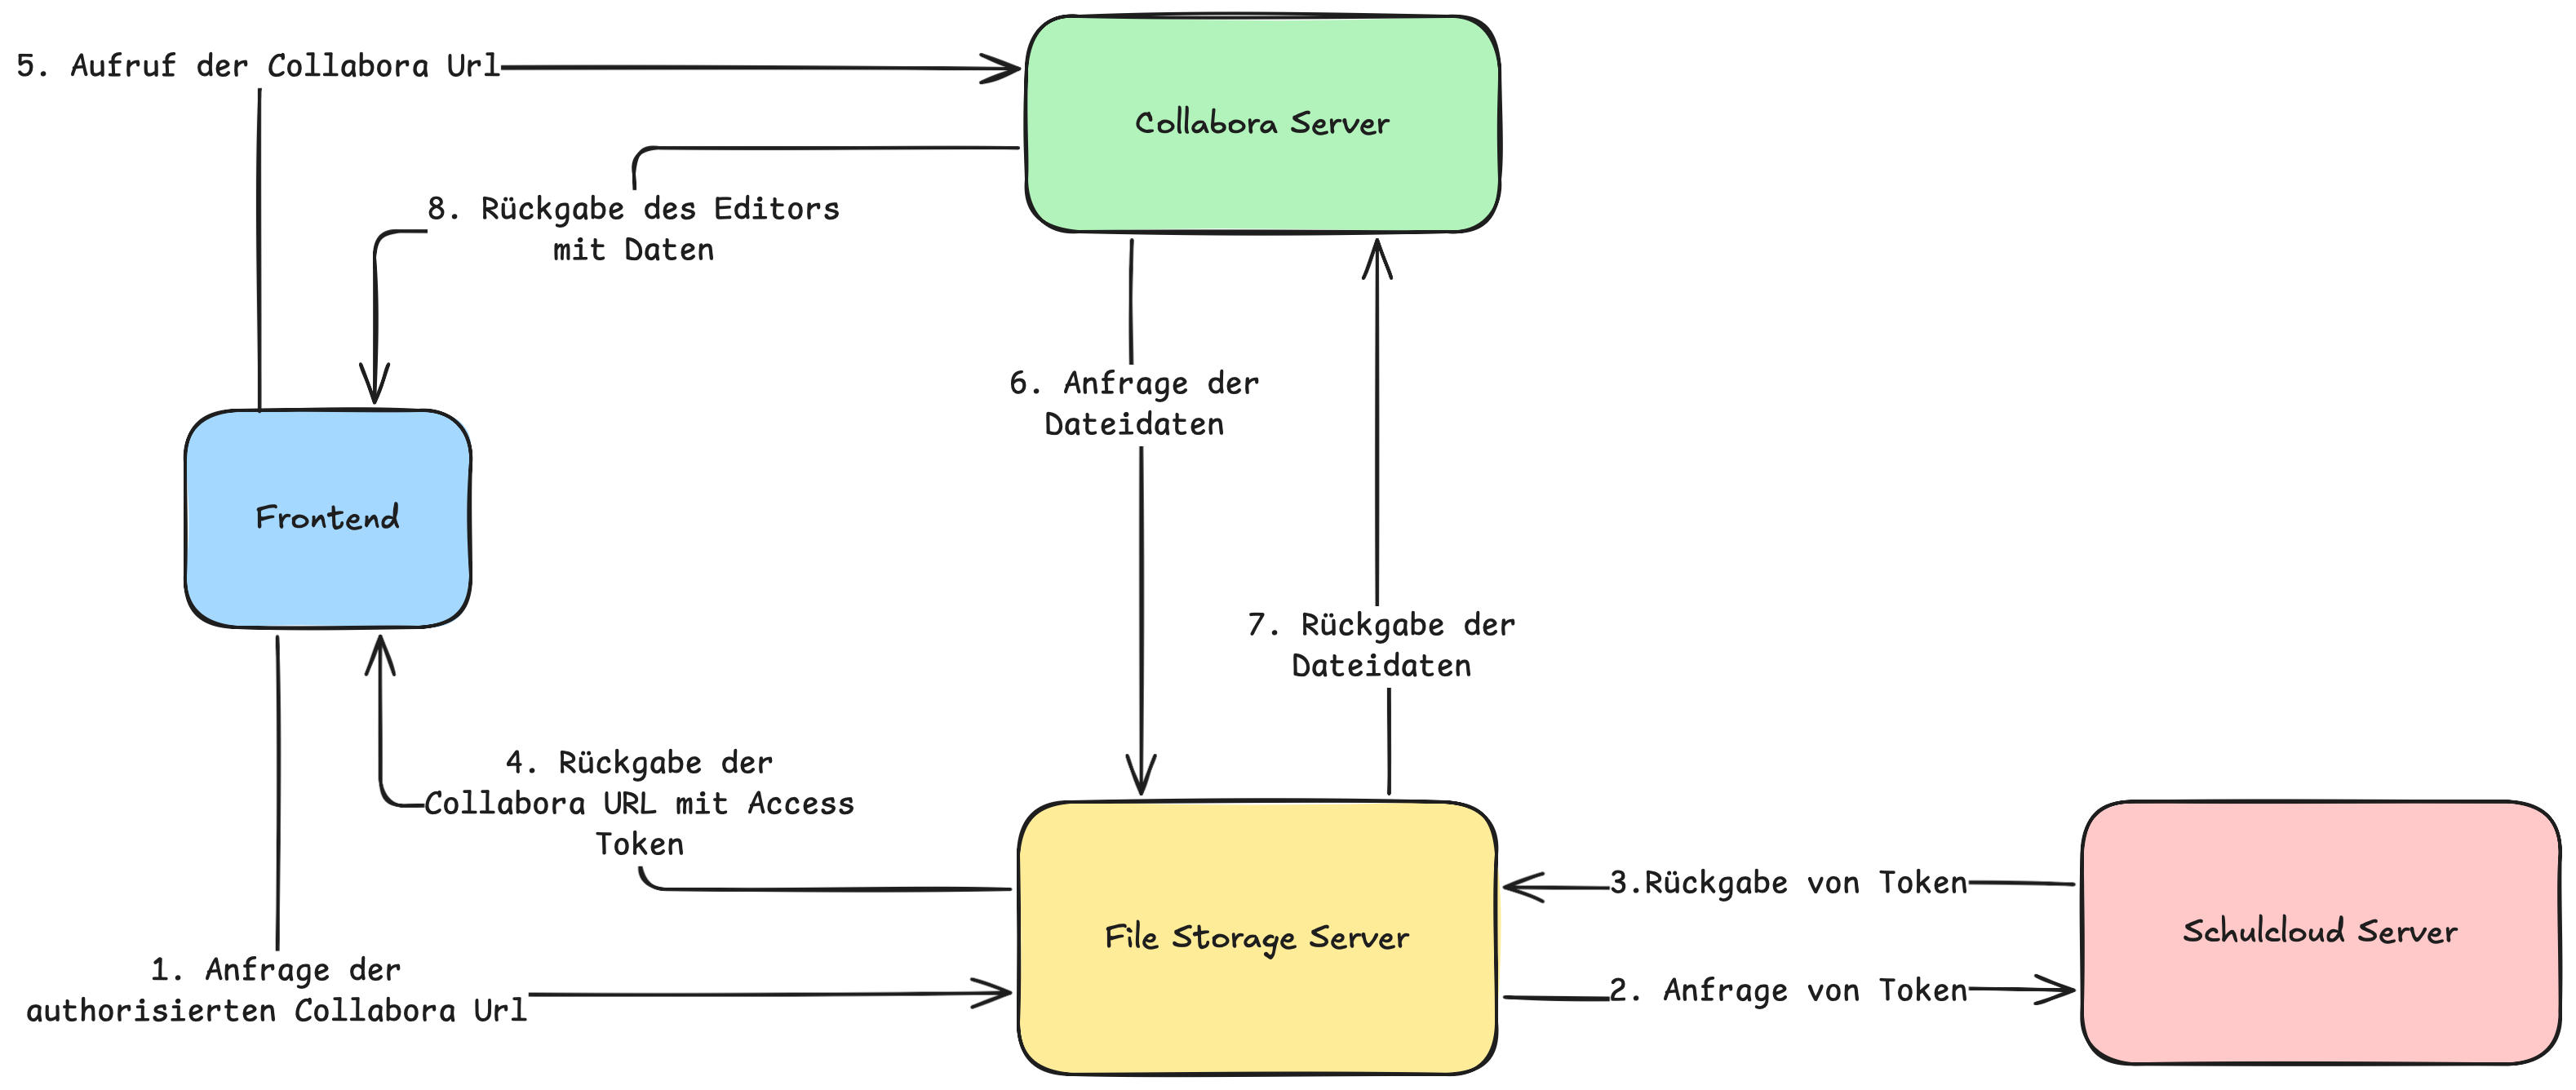 5. Aufruf der Collabora Url
Collabora Server
8. Rückgabe des Editors
mit Daten
6. Anfrage der
Dateidaten
Frontend
7. Rückgabe der
Dateidaten
4. Rückgabe der
Collabora URL mit Access
Token
3.Rückgabe von Token
File Storage Server
Schulcloud Server
1. Anfrage der
authorisierten Collabora Url
2. Anfrage von Token